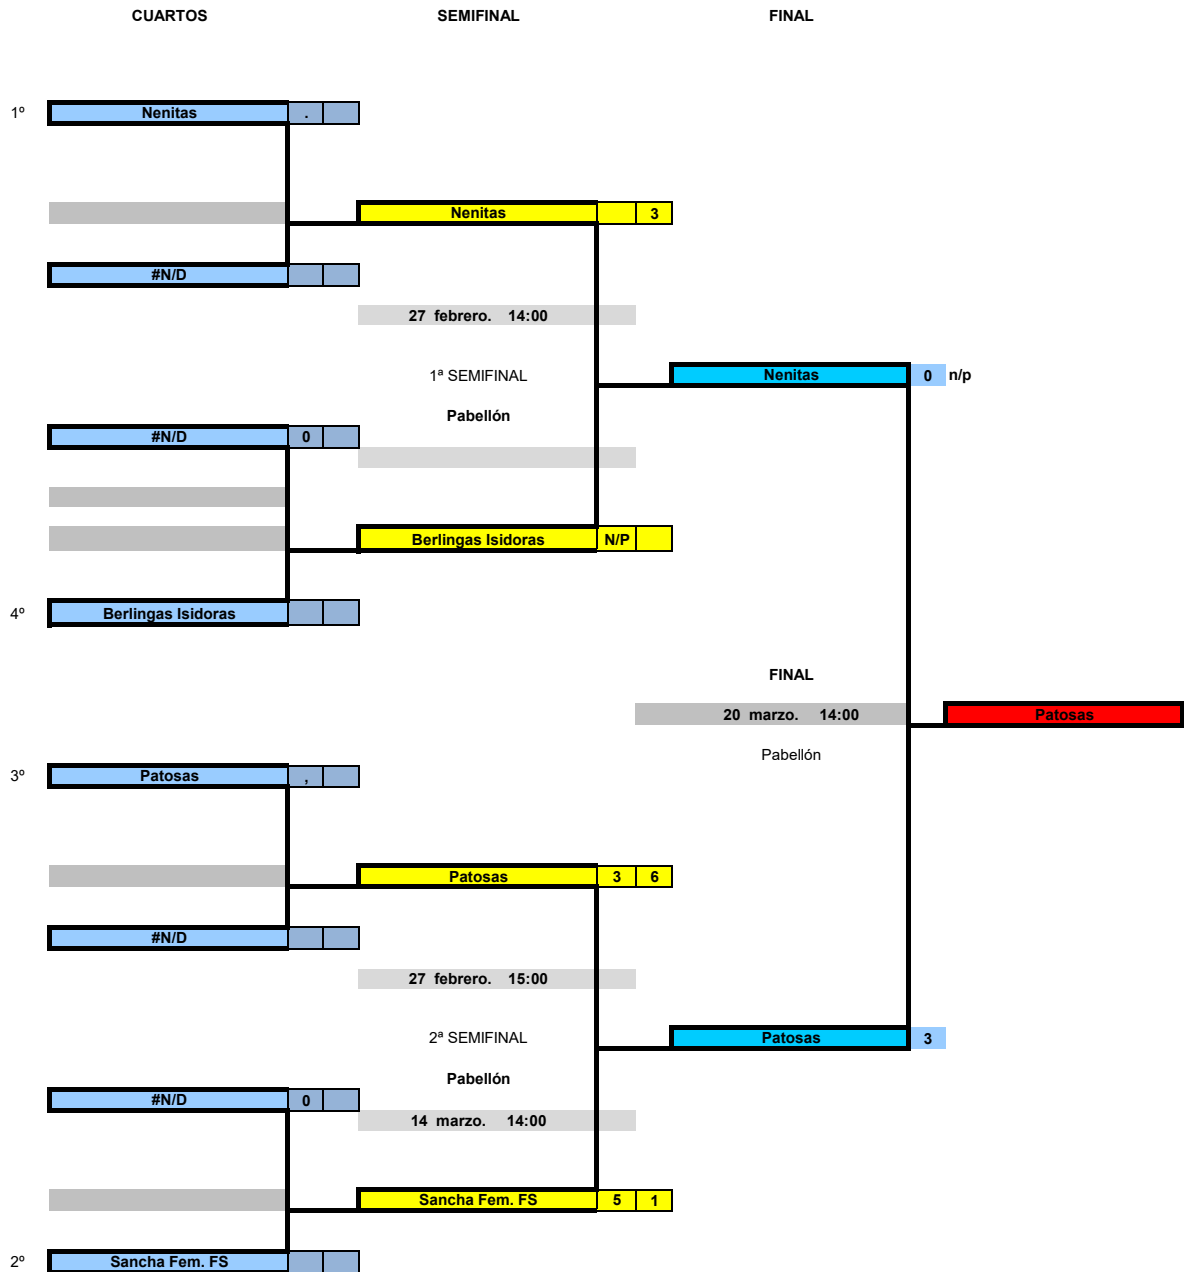 CUARTOS SEMIFINAL FINAL
1º Nenitas .
Nenitas 3
#N/D
27 febrero. 14:00
1ª SEMIFINAL Nenitas 0 n/p
Pabellón
#N/D 0
Berlingas Isidoras N/P
4º Berlingas Isidoras
FINAL
20 marzo. 14:00 Patosas
Pabellón
3º Patosas ,
Patosas 3 6
#N/D
27 febrero. 15:00
2ª SEMIFINAL Patosas 3
Pabellón
#N/D 0
14 marzo. 14:00
Sancha Fem. FS 5 1
2º Sancha Fem. FS